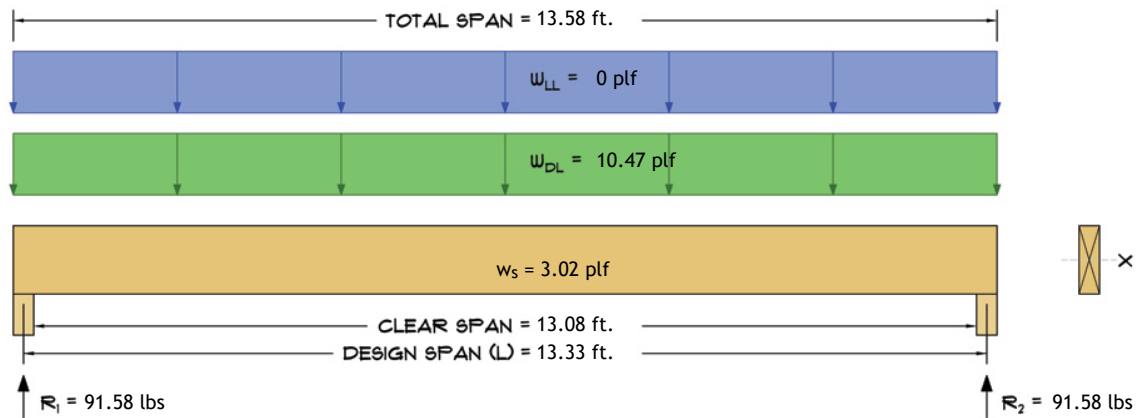 TOTAL SPAN = 13.58 ft.
WLL = 0 plf
WDL = 10.47 plf
ws = 3.02 plf
X
CLEAR SPAN = 13.08 ft.
DESIGN SPAN (L) = 13.33 ft.
R1 = 91.58 lbs
R2 = 91.58 lbs